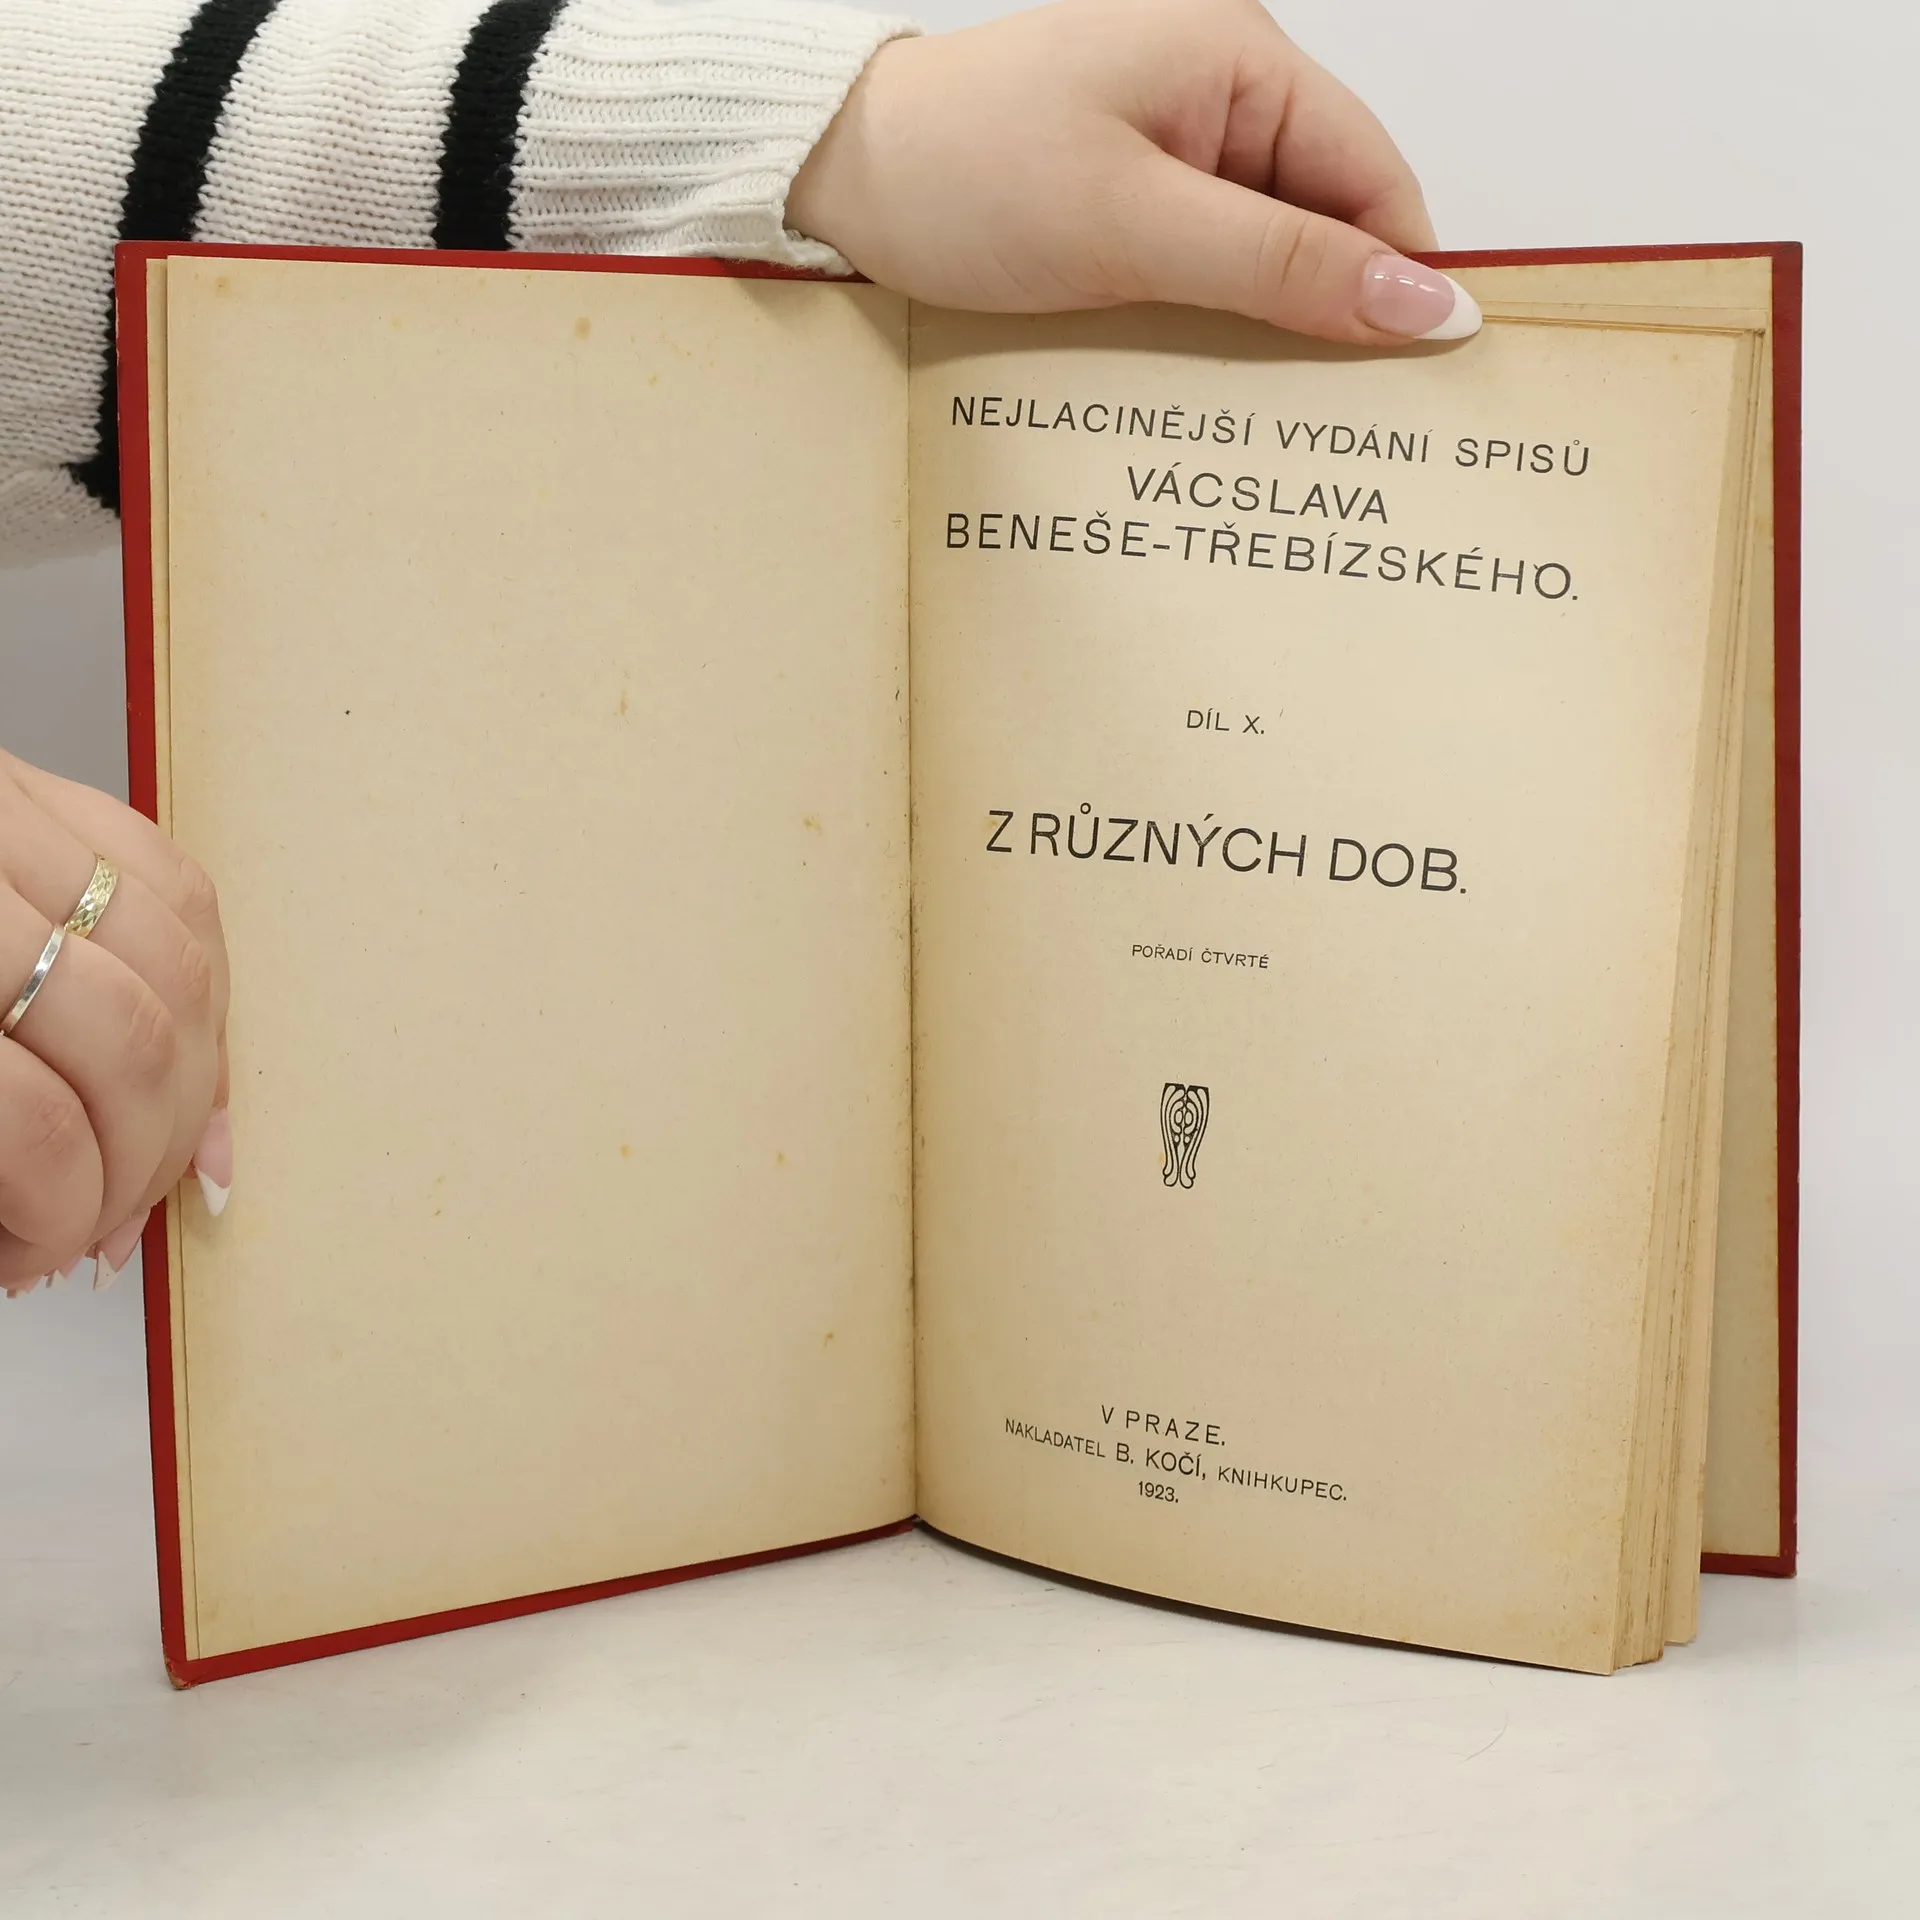 NEJLACINĚJŠÍ VYDÁNÍ SPISŮ
VÁCSLAVA
BENEŠE-TŘEBÍZSKÉHO.
DÍL X.
Z RŮZNÝCH DOB.
POŘADÍ ČTVRTÉ
V PRAZE.
NAKLADATEL B. KOČÍ, KNIHKUPEC.
1923.